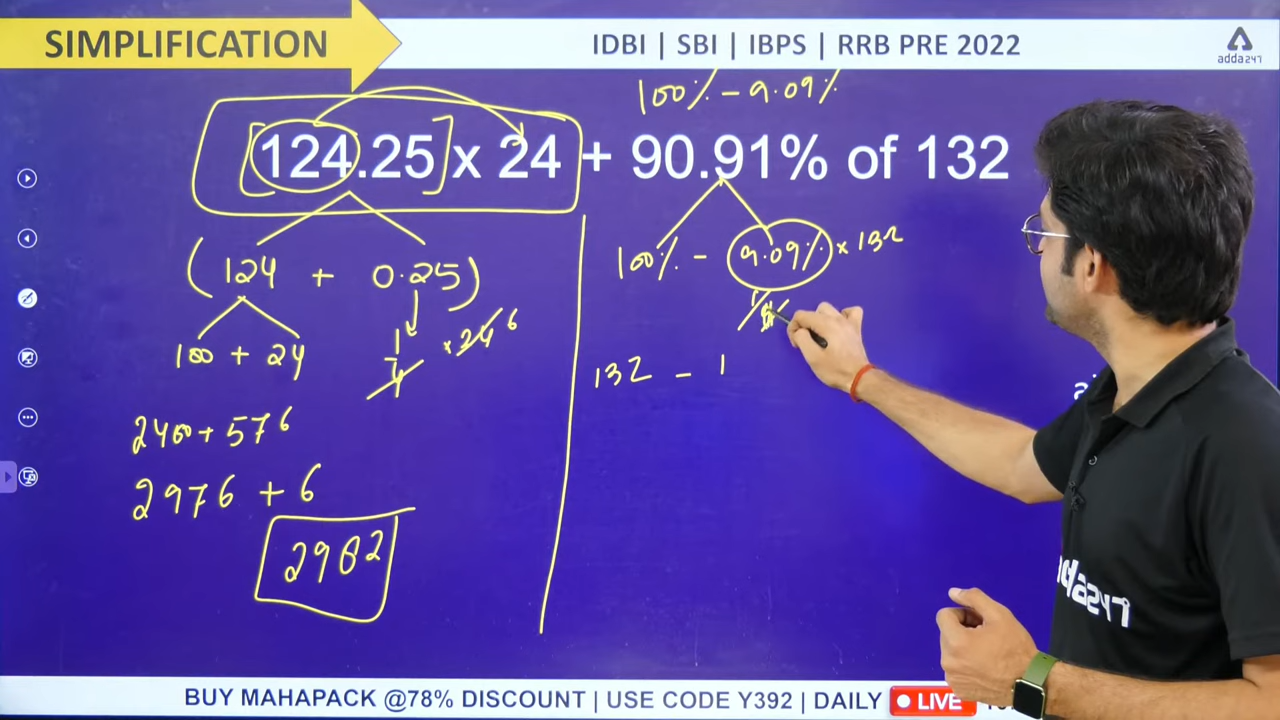 SIMPLIFICATION
IDBI | SBI | IBPS | RRB PRE 2022
adda247
100% - 9.09%
[124.25] x 24 + 90.91% of 132
(124 + 0.25)
100% - 9.09% × 132
100 + 24
1/4 × 24 6
132 - 1
2400 + 576
2976 + 6
2982
adda247
BUY MAHAPACK @78% DISCOUNT | USE CODE Y392 | DAILY LIVE